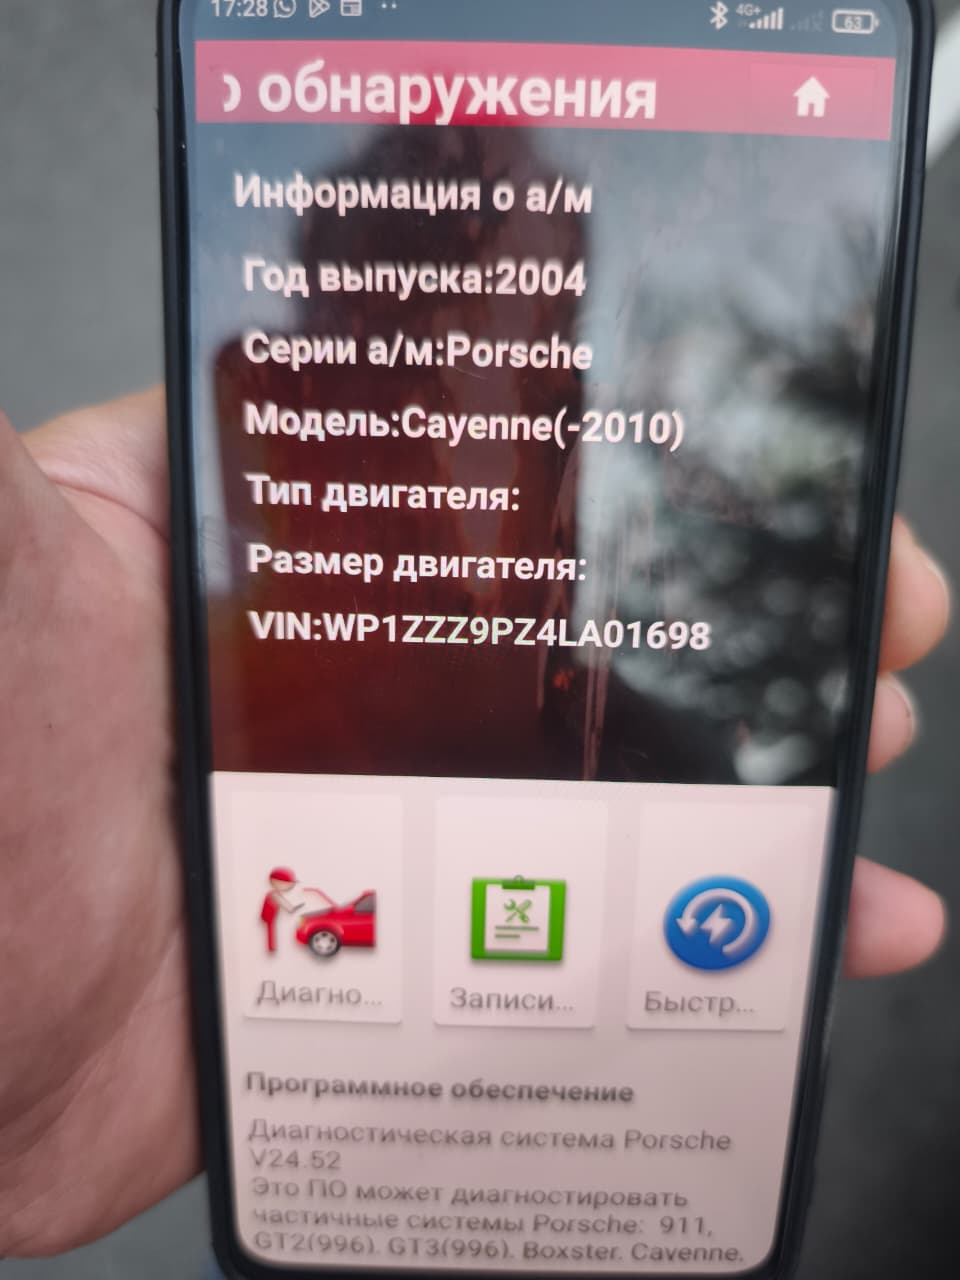 17:28
4G+
63
о обнаружения
Информация о а/м
Год выпуска:2004
Серии а/м:Porsche
Модель:Cayenne(-2010)
Тип двигателя:
Размер двигателя:
VIN:WP1ZZZ9PZ4LA01698
Диагно... Записи... Быстр...
Программное обеспечение
Диагностическая система Porsche
V24.52
Это ПО может диагностировать
частичные системы Porsche: 911,
GT2(996). GT3(996). Boxster. Cayenne.